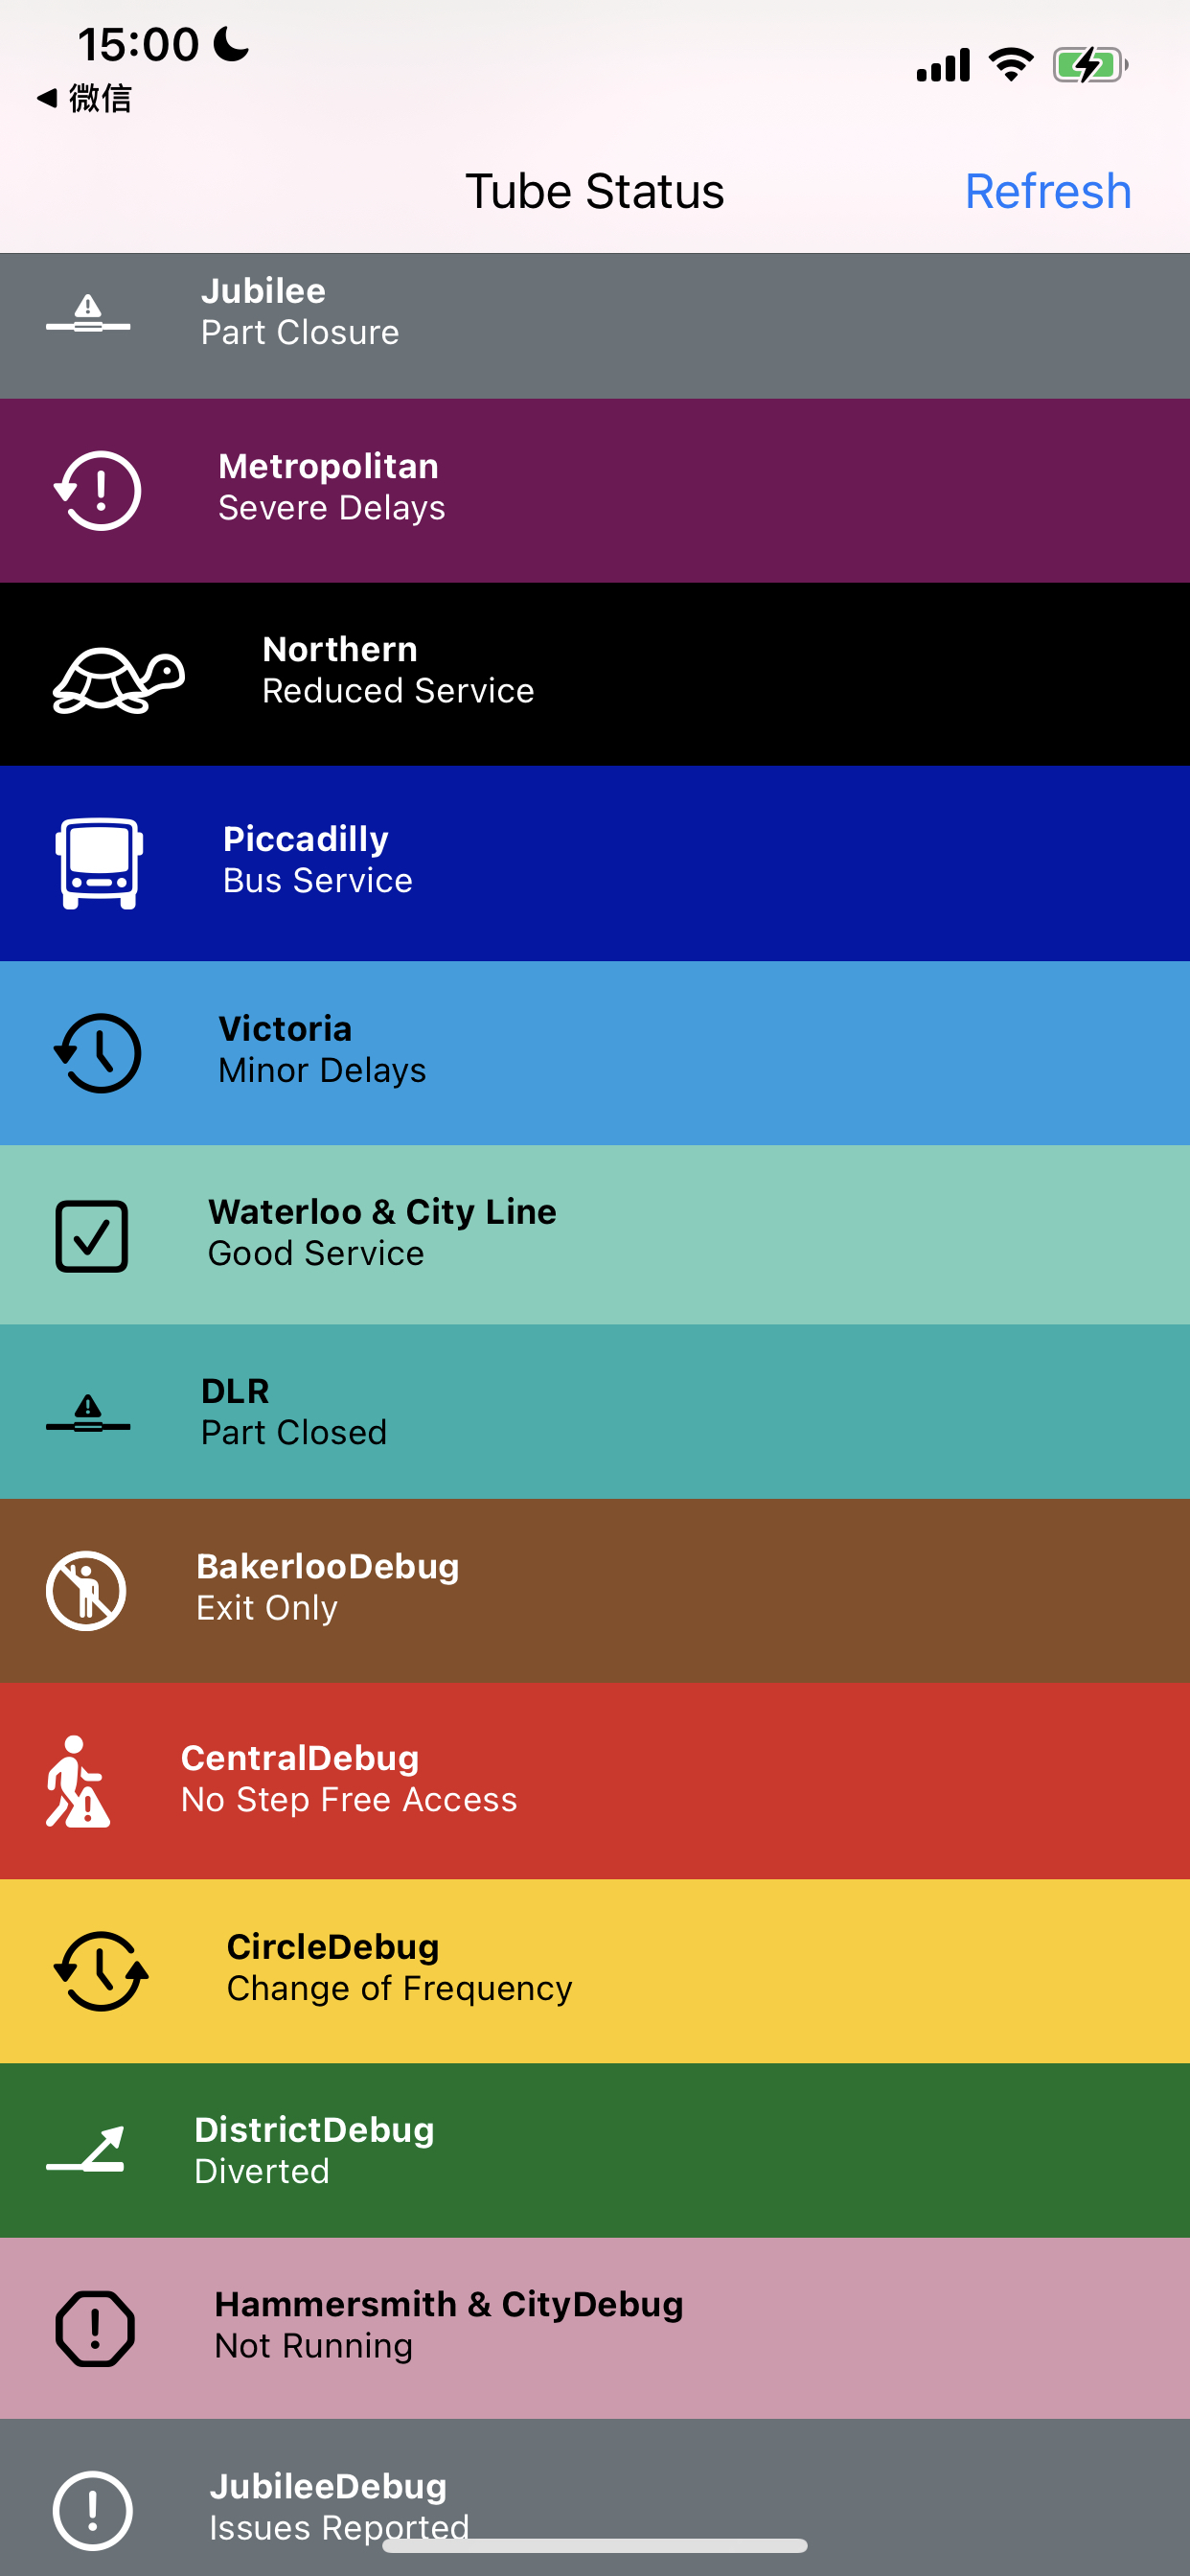 15:00
微信
Tube Status
Refresh
Jubilee
Part Closure
Metropolitan
Severe Delays
Northern
Reduced Service
Piccadilly
Bus Service
Victoria
Minor Delays
Waterloo & City Line
Good Service
DLR
Part Closed
BakerlooDebug
Exit Only
CentralDebug
No Step Free Access
CircleDebug
Change of Frequency
DistrictDebug
Diverted
Hammersmith & CityDebug
Not Running
JubileeDebug
Issues Reported